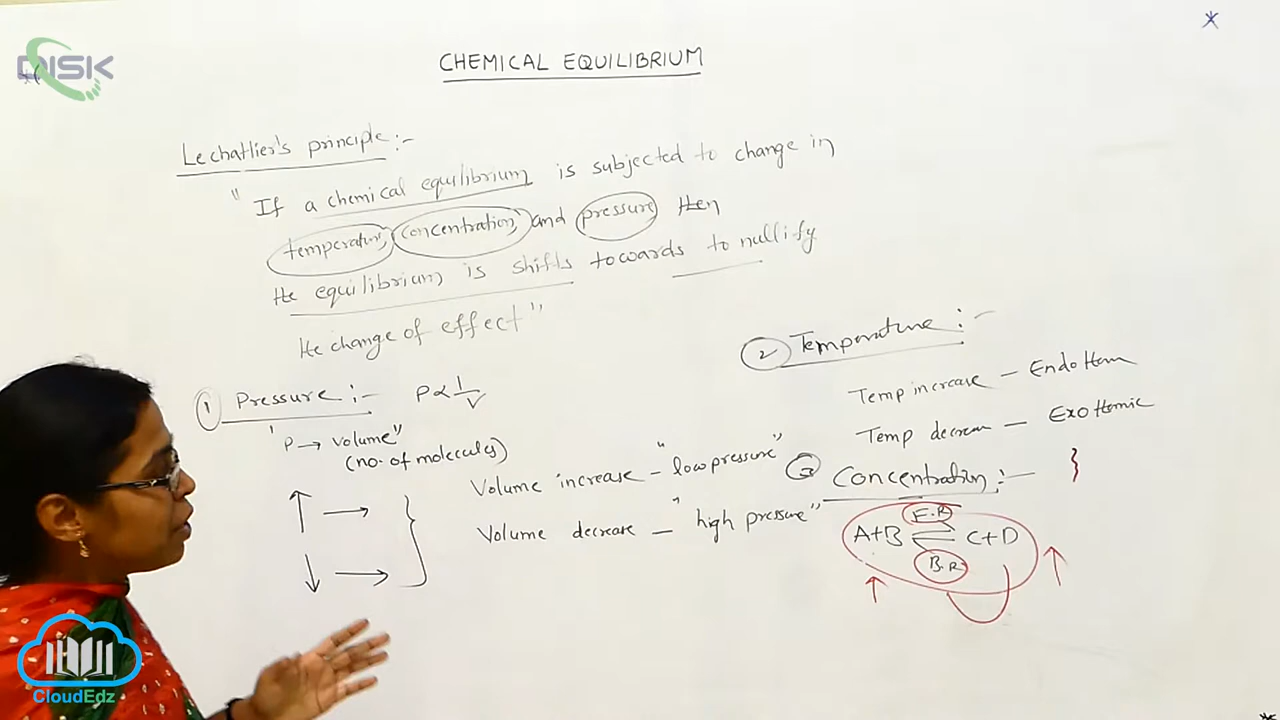 DISK
CHEMICAL EQUILIBRIUM
Lechatlier's principle :-
" If a chemical equilibrium is subjected to change in
temperature, concentration, and pressure then
the equilibrium is shifts towards to nullify
the change of effect"
① Pressure :- P ∝ 1/V
"P → volume"
(no. of molecules)
↑ →
↓ →
Volume increase - "low pressure"
Volume decrease - "high pressure"
② Temperature :-
Temp increase - Endothem
Temp decrease - Exothemic
③ Concentration :-
F.R
A+B ⇌ C+D
B.R
↑ ↑
CloudEdz